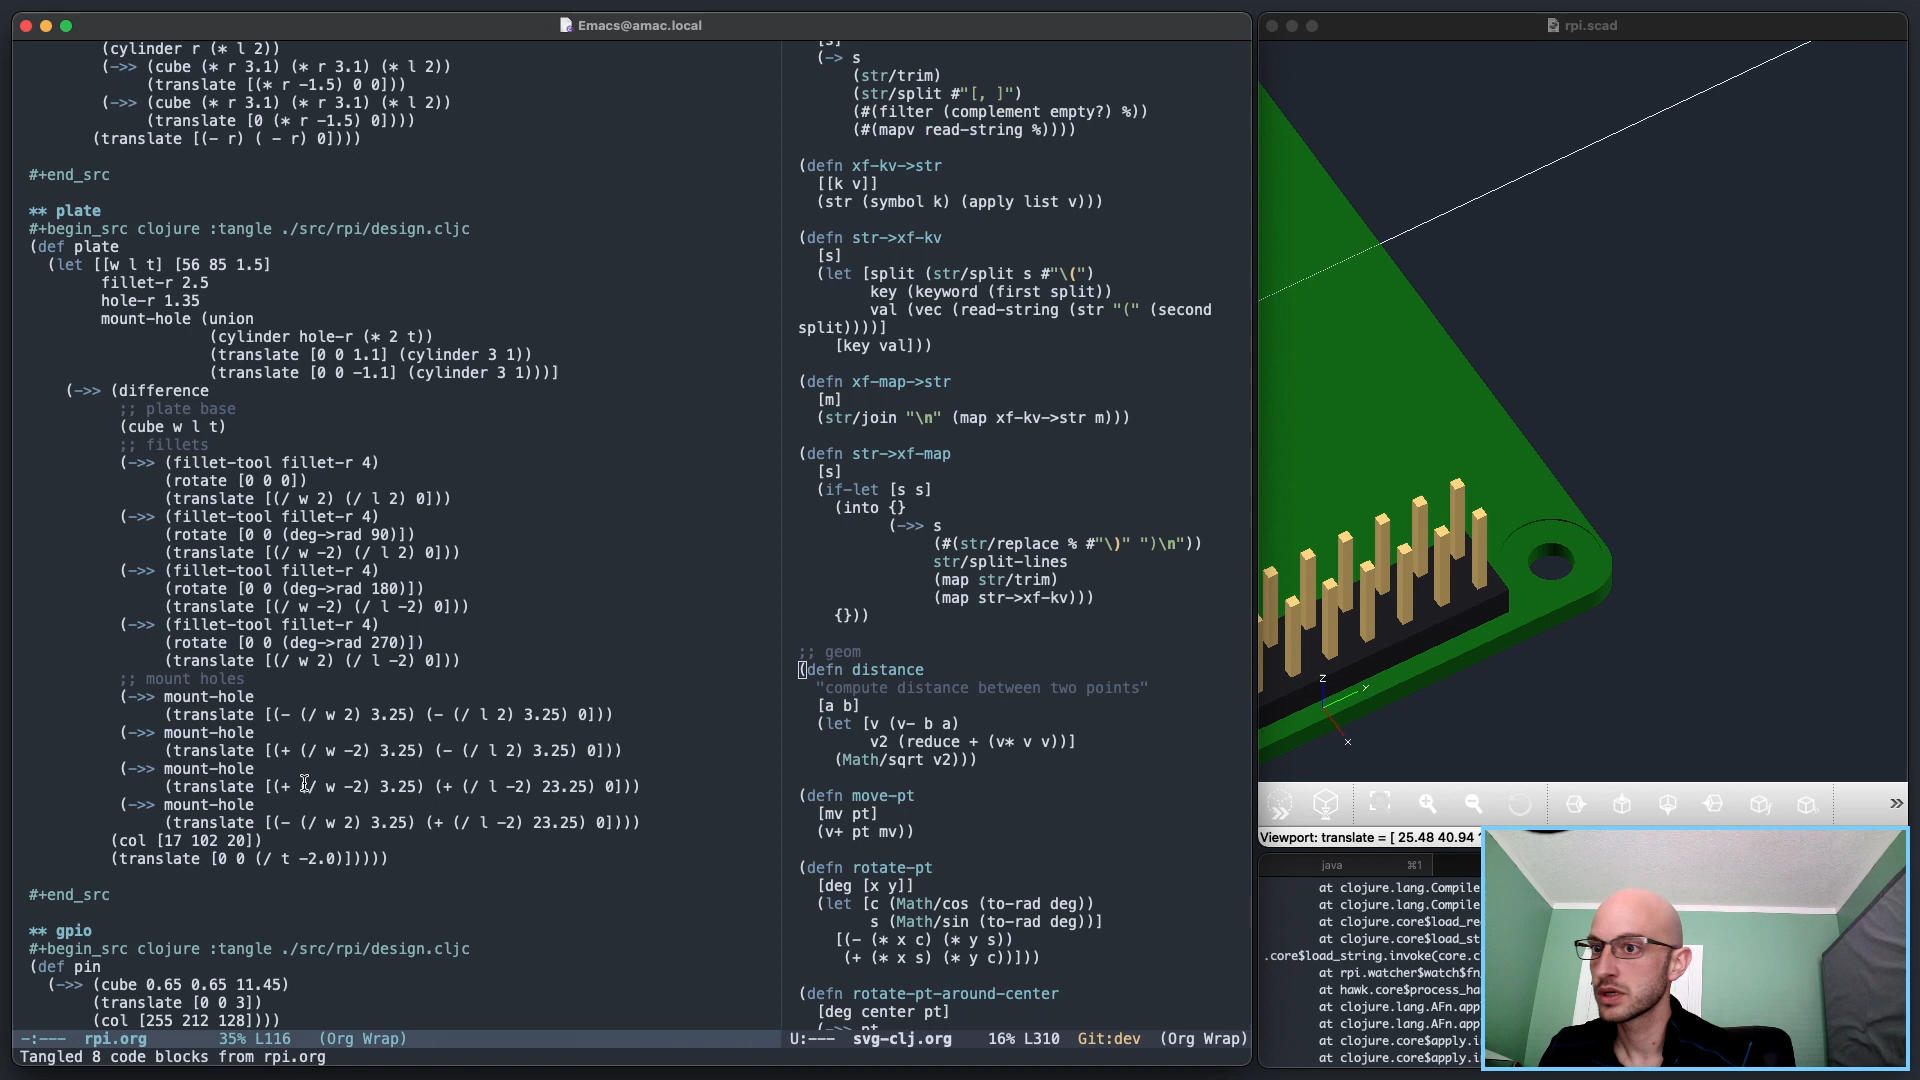 Emacs@amac.local
(cylinder r (* l 2))
(->> (cube (* r 3.1) (* r 3.1) (* l 2))
(translate [(* r -1.5) 0 0]))
(->> (cube (* r 3.1) (* r 3.1) (* l 2))
(translate [0 (* r -1.5) 0])))
(translate [(- r) ( - r) 0])))
#+end_src
** plate
#+begin_src clojure :tangle ./src/rpi/design.cljc
(def plate
(let [[w l t] [56 85 1.5]
fillet-r 2.5
hole-r 1.35
mount-hole (union
(cylinder hole-r (* 2 t))
(translate [0 0 1.1] (cylinder 3 1))
(translate [0 0 -1.1] (cylinder 3 1)))]
(->> (difference
;; plate base
(cube w l t)
;; fillets
(->> (fillet-tool fillet-r 4)
(rotate [0 0 0])
(translate [(/ w 2) (/ l 2) 0]))
(->> (fillet-tool fillet-r 4)
(rotate [0 0 (deg->rad 90)])
(translate [(/ w -2) (/ l 2) 0]))
(->> (fillet-tool fillet-r 4)
(rotate [0 0 (deg->rad 180)])
(translate [(/ w -2) (/ l -2) 0]))
(->> (fillet-tool fillet-r 4)
(rotate [0 0 (deg->rad 270)])
(translate [(/ w 2) (/ l -2) 0]))
;; mount holes
(->> mount-hole
(translate [(- (/ w 2) 3.25) (- (/ l 2) 3.25) 0]))
(->> mount-hole
(translate [(+ (/ w -2) 3.25) (- (/ l 2) 3.25) 0]))
(->> mount-hole
(translate [(+ (/ w -2) 3.25) (+ (/ l -2) 23.25) 0]))
(->> mount-hole
(translate [(- (/ w 2) 3.25) (+ (/ l -2) 23.25) 0])))
(col [17 102 20])
(translate [0 0 (/ t -2.0)]))))
#+end_src
** gpio
#+begin_src clojure :tangle ./src/rpi/design.cljc
(def pin
(->> (cube 0.65 0.65 11.45)
(translate [0 0 3])
(col [255 212 128])))
-:--- rpi.org 35% L116 (Org Wrap)
Tangled 8 code blocks from rpi.org
[s]
(-> s
(str/trim)
(str/split #"[, ]")
(#(filter (complement empty?) %))
(#(mapv read-string %))))
(defn xf-kv->str
[[k v]]
(str (symbol k) (apply list v)))
(defn str->xf-kv
[s]
(let [split (str/split s #"\(")
key (keyword (first split))
val (vec (read-string (str "(" (second
split))))]
[key val]))
(defn xf-map->str
[m]
(str/join "\n" (map xf-kv->str m)))
(defn str->xf-map
[s]
(if-let [s s]
(into {}
(->> s
(#(str/replace % #"\)" ")\n"))
str/split-lines
(map str/trim)
(map str->xf-kv)))
{}))
;; geom
(defn distance
"compute distance between two points"
[a b]
(let [v (v- b a)
v2 (reduce + (v* v v))]
(Math/sqrt v2)))
(defn move-pt
[mv pt]
(v+ pt mv))
(defn rotate-pt
[deg [x y]]
(let [c (Math/cos (to-rad deg))
s (Math/sin (to-rad deg))]
[(- (* x c) (* y s))
(+ (* x s) (* y c))]))
(defn rotate-pt-around-center
[deg center pt]
(->> pt
U:--- svg-clj.org 16% L310 Git:dev (Org Wrap)
rpi.scad
Z
Y
X
»
Viewport: translate = [ 25.48 40.94
java ⌘1
at clojure.lang.Compile
at clojure.lang.Compile
at clojure.core$load_re
at clojure.core$load_st
.core$load_string.invoke(core.c
at rpi.watcher$watch$fn
at hawk.core$process_ha
at clojure.lang.AFn.app
at clojure.lang.AFn.app
at clojure.core$apply.i
at clojure.core$apply.i